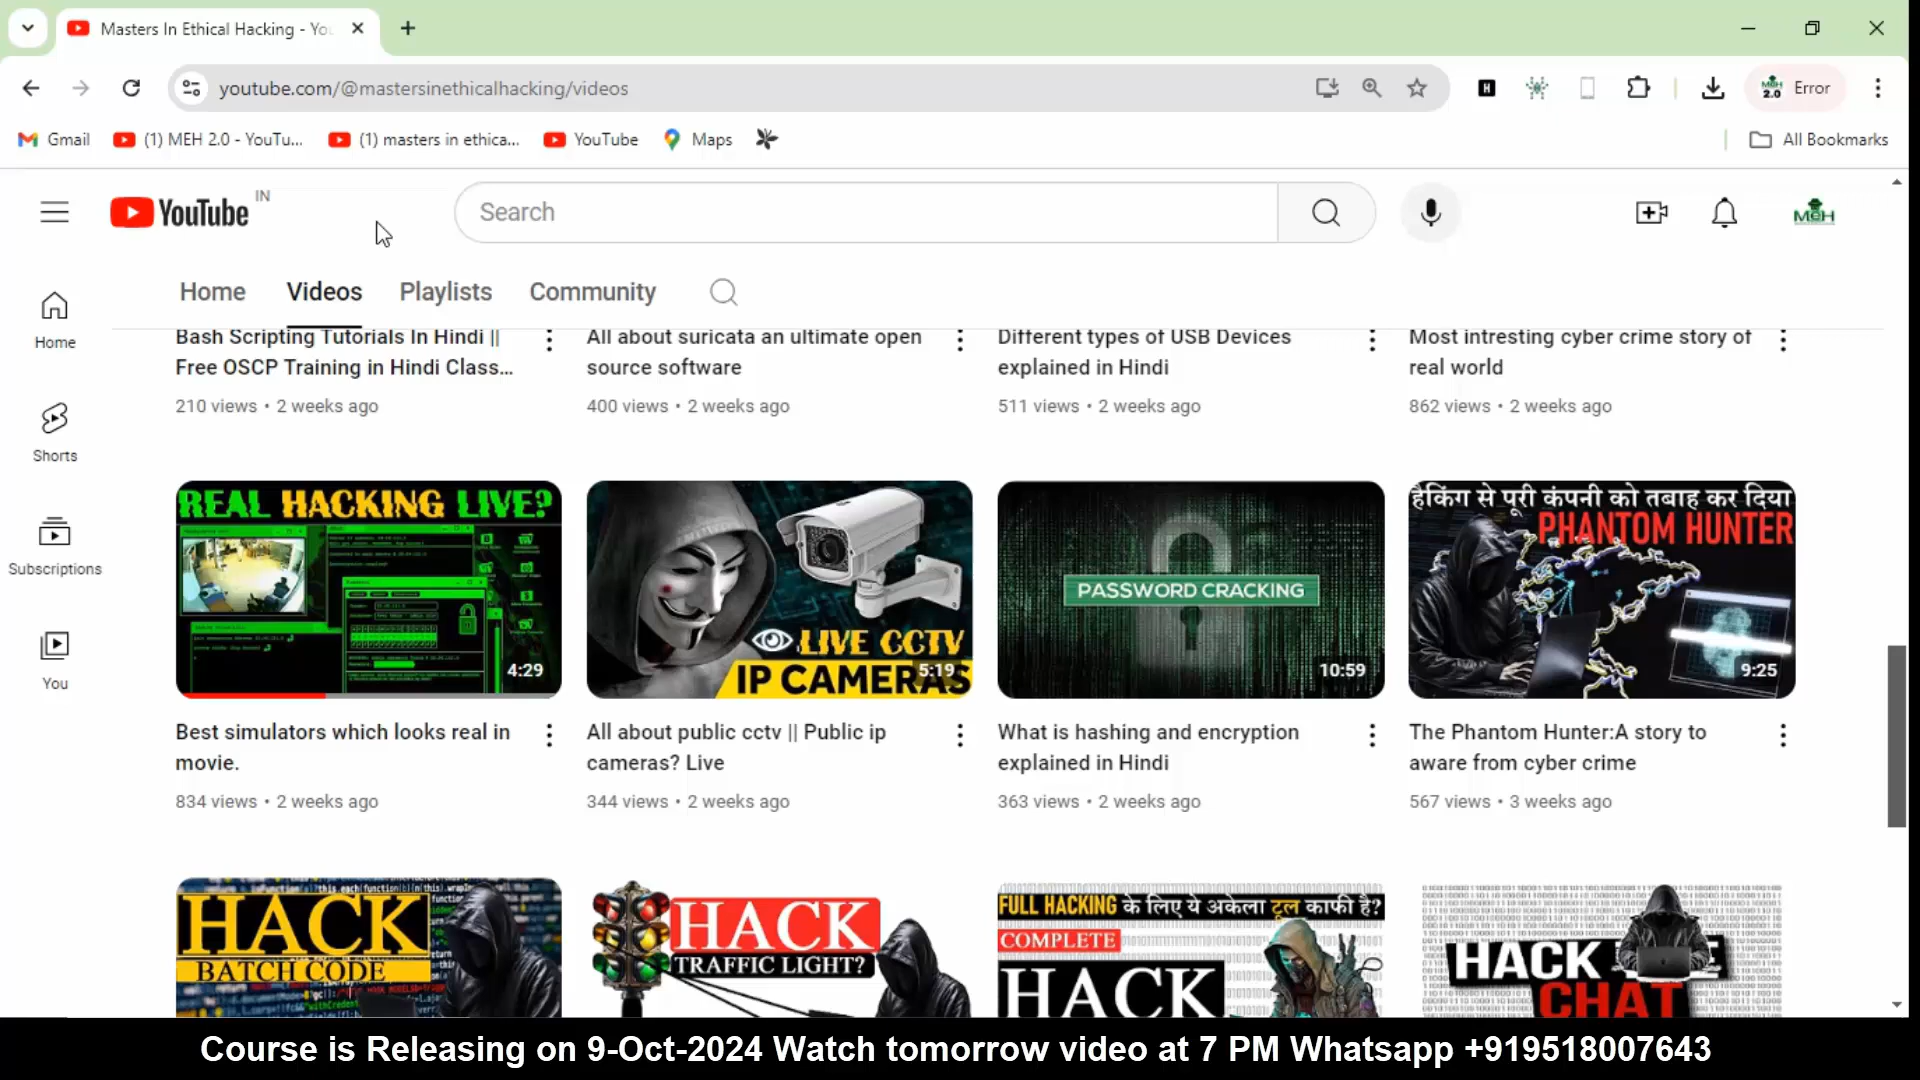 Masters In Ethical Hacking - You
youtube.com/@mastersinethicalhacking/videos
MEH 2.0
Error
Gmail
(1) MEH 2.0 - YouTu...
(1) masters in ethica...
YouTube
Maps
All Bookmarks
YouTube IN
Search
MEH
Home
Videos
Playlists
Community
Home
Shorts
Subscriptions
You
Bash Scripting Tutorials In Hindi ||
Free OSCP Training in Hindi Class...
210 views • 2 weeks ago
All about suricata an ultimate open
source software
400 views • 2 weeks ago
Different types of USB Devices
explained in Hindi
511 views • 2 weeks ago
Most intresting cyber crime story of
real world
862 views • 2 weeks ago
REAL HACKING LIVE?
4:29
Best simulators which looks real in
movie.
834 views • 2 weeks ago
LIVE CCTV
IP CAMERAS
5:19
All about public cctv || Public ip
cameras? Live
344 views • 2 weeks ago
PASSWORD CRACKING
10:59
What is hashing and encryption
explained in Hindi
363 views • 2 weeks ago
हैकिंग से पूरी कंपनी को तबाह कर दिया
PHANTOM HUNTER
9:25
The Phantom Hunter:A story to
aware from cyber crime
567 views • 3 weeks ago
HACK
BATCH CODE
HACK
TRAFFIC LIGHT?
FULL HACKING के लिए ये अकेला टूल काफी है?
COMPLETE
HACK
HACK
CHAT
Course is Releasing on 9-Oct-2024 Watch tomorrow video at 7 PM Whatsapp +919518007643